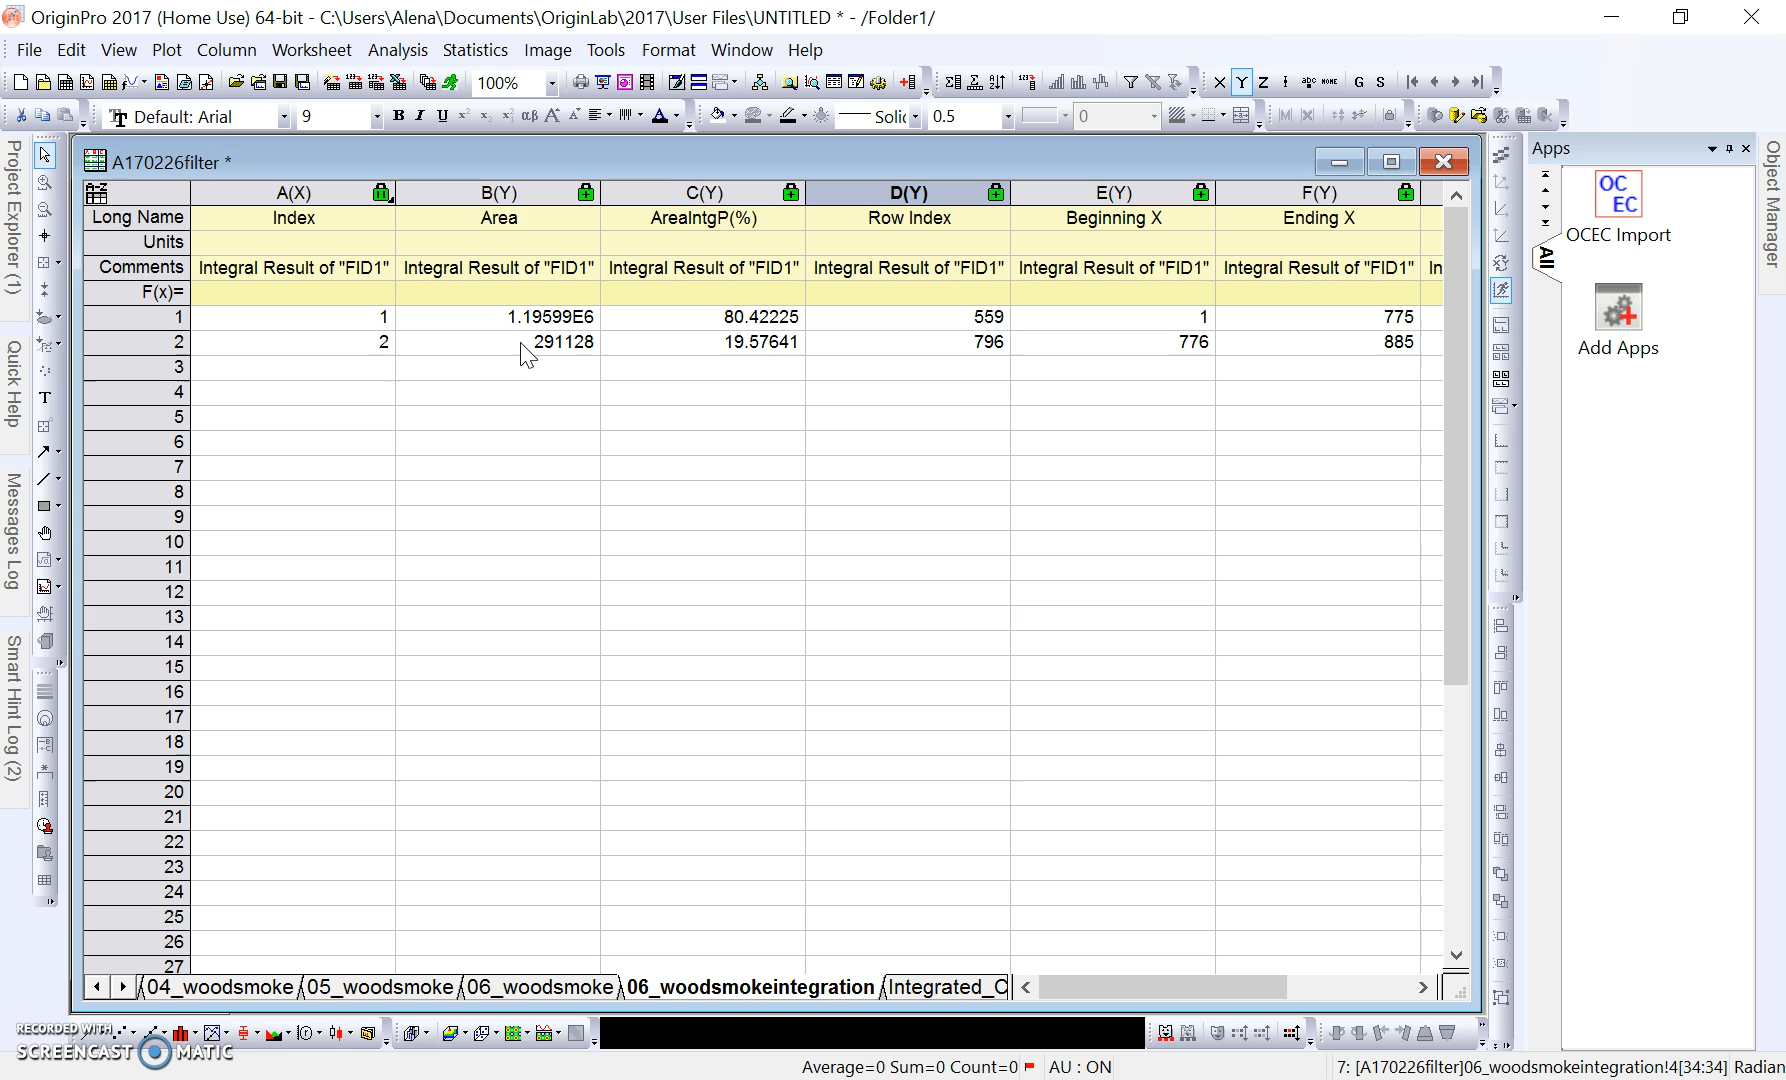 OriginPro 2017 (Home Use) 64-bit - C:\Users\Alena\Documents\OriginLab\2017\User Files\UNTITLED * - /Folder1/
File Edit View Plot Column Worksheet Analysis Statistics Image Tools Format Window Help
100%
X Y Z abc NONE G S
Default: Arial 9 B I U αβ A A A Solic 0.5 0
Project Explorer (1)
Quick Help
Messages Log
Smart Hint Log (2)
T
A170226filter *
A(X) B(Y) C(Y) D(Y) E(Y) F(Y)
Long Name Index Area AreaIntgP(%) Row Index Beginning X Ending X
Units
Comments Integral Result of "FID1" Integral Result of "FID1" Integral Result of "FID1" Integral Result of "FID1" Integral Result of "FID1" Integral Result of "FID1" In
F(x)=
1 1 1.19599E6 80.42225 559 1 775
2 2 291128 19.57641 796 776 885
3
4
5
6
7
8
9
10
11
12
13
14
15
16
17
18
19
20
21
22
23
24
25
26
27
04_woodsmoke 05_woodsmoke 06_woodsmoke 06_woodsmokeintegration Integrated_C
Apps
All
OC EC
OCEC Import
Add Apps
Object Manager
RECORDED WITH
SCREENCAST MATIC
Average=0 Sum=0 Count=0 AU : ON 7: [A170226filter]06_woodsmokeintegration!4[34:34] Radian